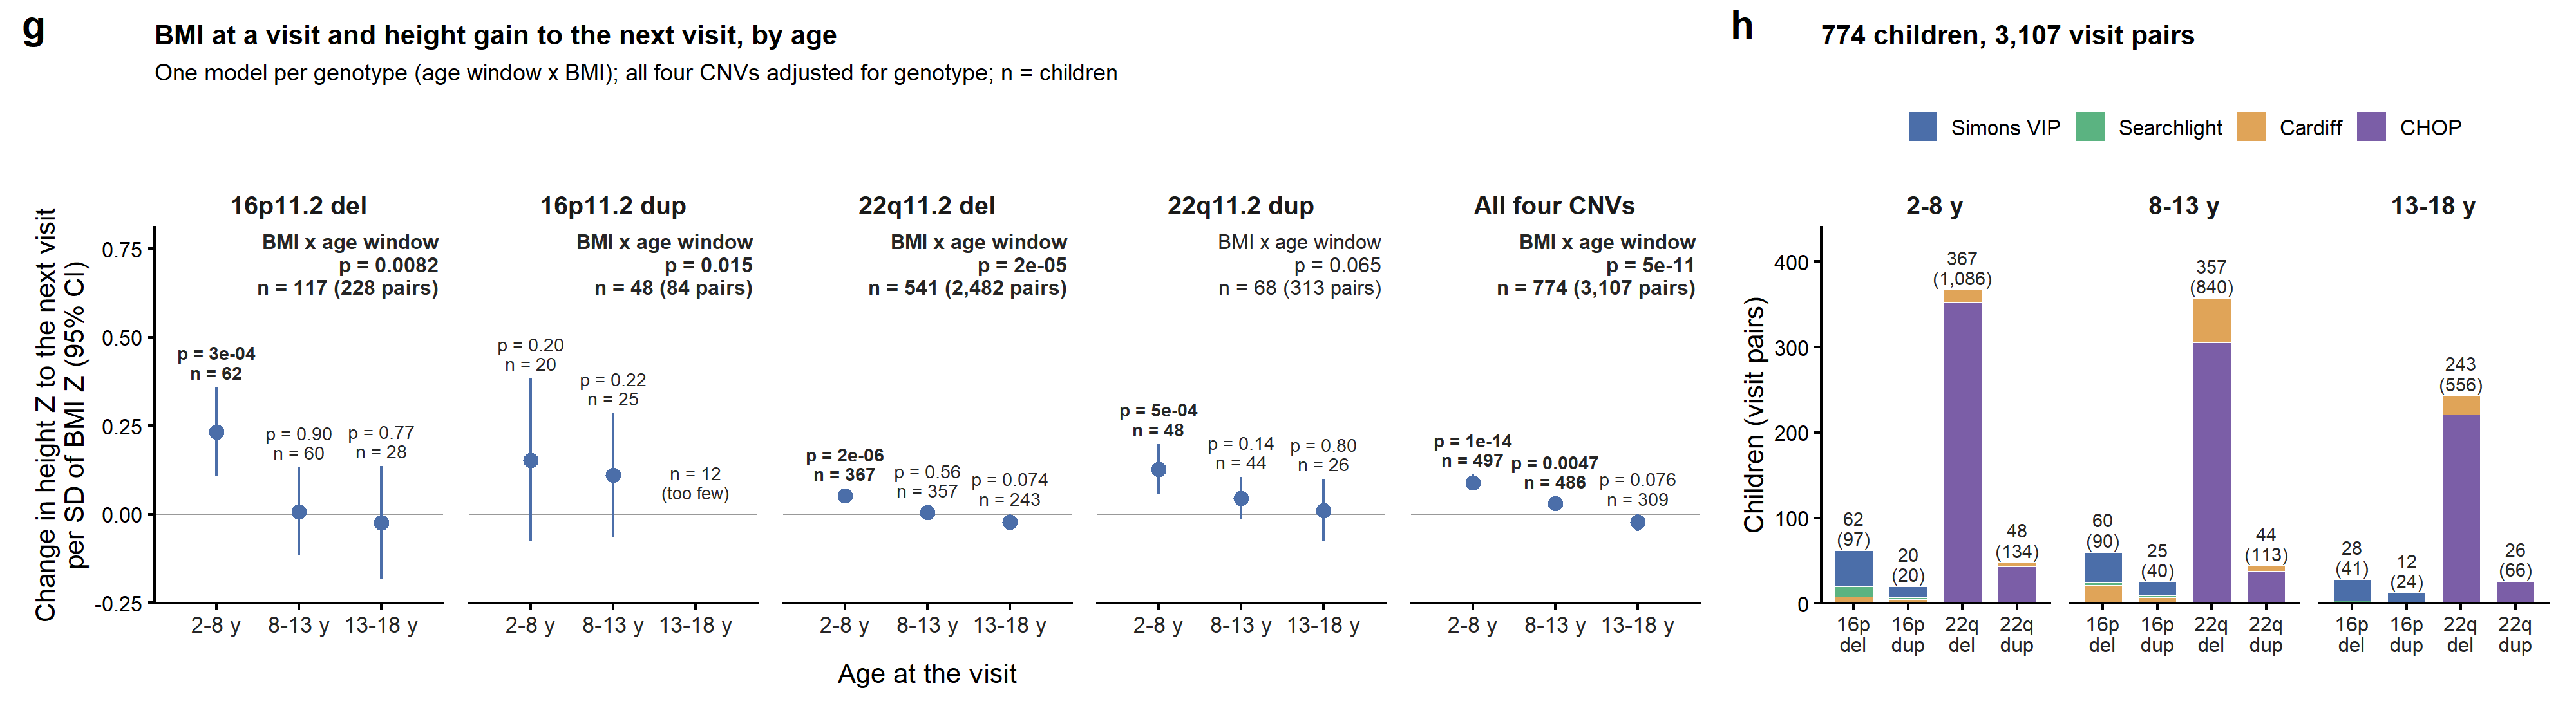 g
BMI at a visit and height gain to the next visit, by age
One model per genotype (age window x BMI); all four CNVs adjusted for genotype; n = children
Change in height Z to the next visit
per SD of BMI Z (95% CI)
0.75
0.50
0.25
0.00
-0.25
16p11.2 del
BMI x age window
p = 0.0082
n = 117 (228 pairs)
p = 3e-04
n = 62
p = 0.90
n = 60
p = 0.77
n = 28
2-8 y
8-13 y
13-18 y
16p11.2 dup
BMI x age window
p = 0.015
n = 48 (84 pairs)
p = 0.20
n = 20
p = 0.22
n = 25
n = 12
(too few)
2-8 y
8-13 y
13-18 y
22q11.2 del
BMI x age window
p = 2e-05
n = 541 (2,482 pairs)
p = 2e-06
n = 367
p = 0.56
n = 357
p = 0.074
n = 243
2-8 y
8-13 y
13-18 y
22q11.2 dup
BMI x age window
p = 0.065
n = 68 (313 pairs)
p = 5e-04
n = 48
p = 0.14
n = 44
p = 0.80
n = 26
2-8 y
8-13 y
13-18 y
All four CNVs
BMI x age window
p = 5e-11
n = 774 (3,107 pairs)
p = 1e-14
n = 497
p = 0.0047
n = 486
p = 0.076
n = 309
2-8 y
8-13 y
13-18 y
Age at the visit
h
774 children, 3,107 visit pairs
Simons VIP
Searchlight
Cardiff
CHOP
Children (visit pairs)
400
300
200
100
0
2-8 y
62
(97)
20
(20)
367
(1,086)
48
(134)
16p
del
16p
dup
22q
del
22q
dup
8-13 y
60
(90)
25
(40)
357
(840)
44
(113)
16p
del
16p
dup
22q
del
22q
dup
13-18 y
28
(41)
12
(24)
243
(556)
26
(66)
16p
del
16p
dup
22q
del
22q
dup